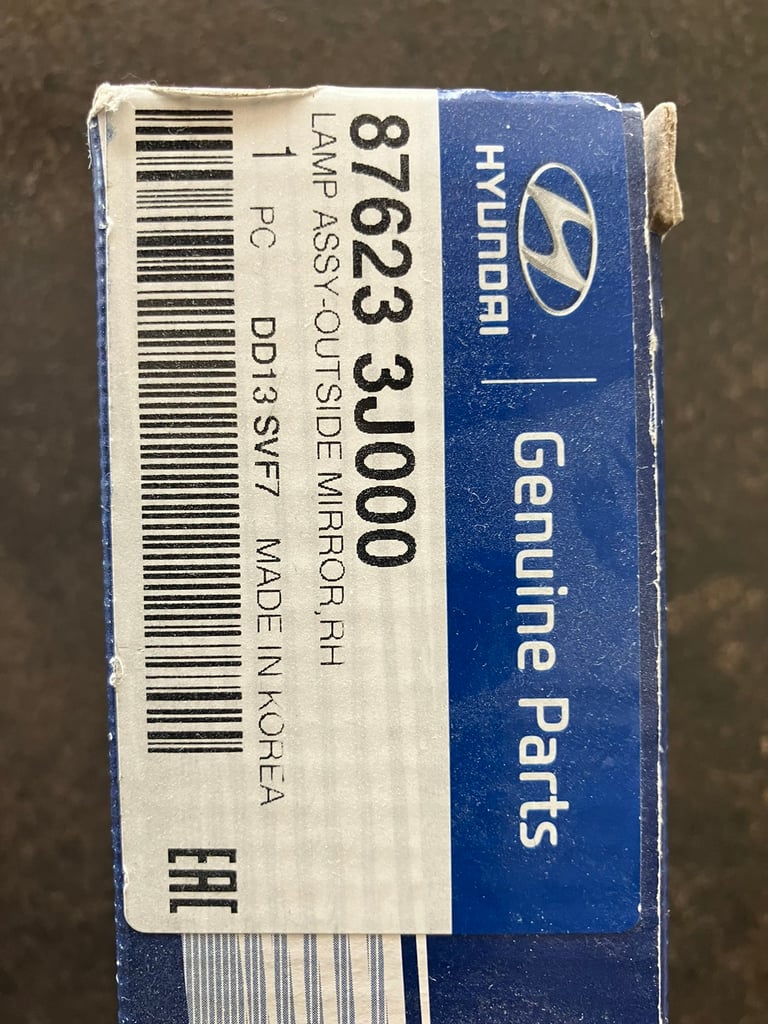 HYUNDAI | Genuine Parts
87623 3J000
LAMP ASSY-OUTSIDE MIRROR,RH
1 PC DD13 SVF7 MADE IN KOREA
EAC